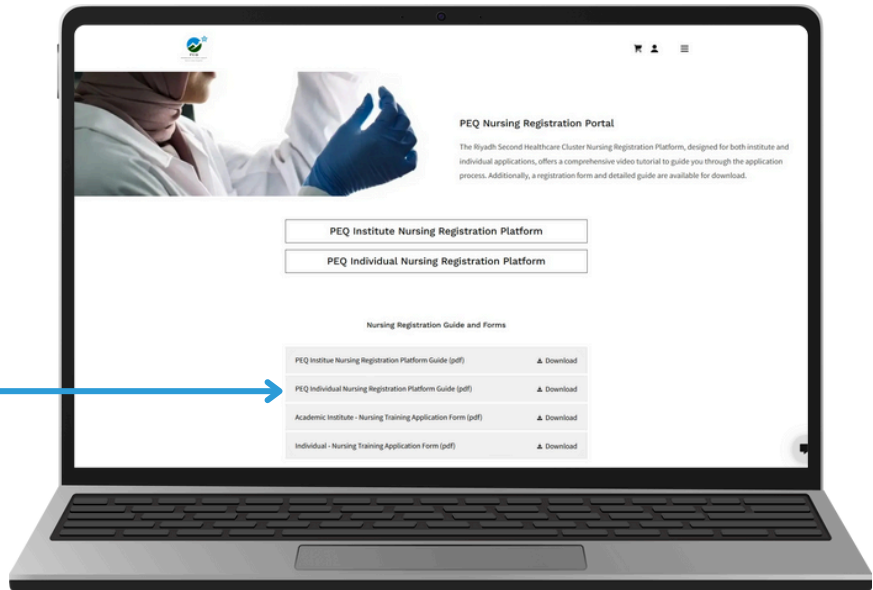 PEQ Nursing Registration Portal
The Riyadh Second Healthcare Cluster Nursing Registration Platform, designed for both institute and
individual applications, offers a comprehensive video tutorial to guide you through the application
process. Additionally, a registration form and detailed guide are available for download.
PEQ Institute Nursing Registration Platform
PEQ Individual Nursing Registration Platform
Nursing Registration Guide and Forms
PEQ Institue Nursing Registration Platform Guide (pdf) Download
PEQ Individual Nursing Registration Platform Guide (pdf) Download
Academic Institute - Nursing Training Application Form (pdf) Download
Individual - Nursing Training Application Form (pdf) Download